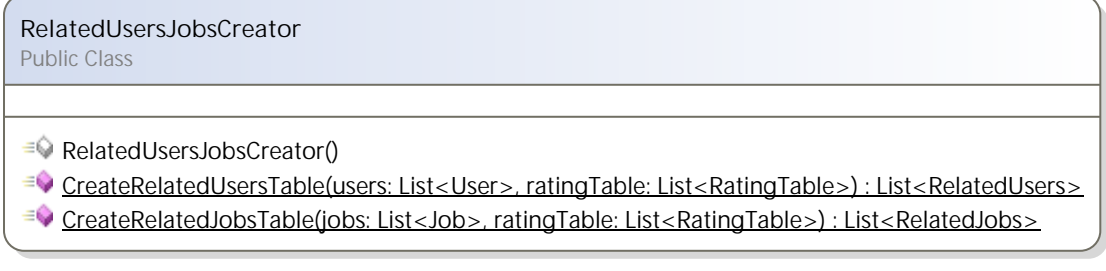 RelatedUsersJobsCreator
Public Class
RelatedUsersJobsCreator()
CreateRelatedUsersTable(users: List<User>, ratingTable: List<RatingTable>) : List<RelatedUsers>
CreateRelatedJobsTable(jobs: List<Job>, ratingTable: List<RatingTable>) : List<RelatedJobs>